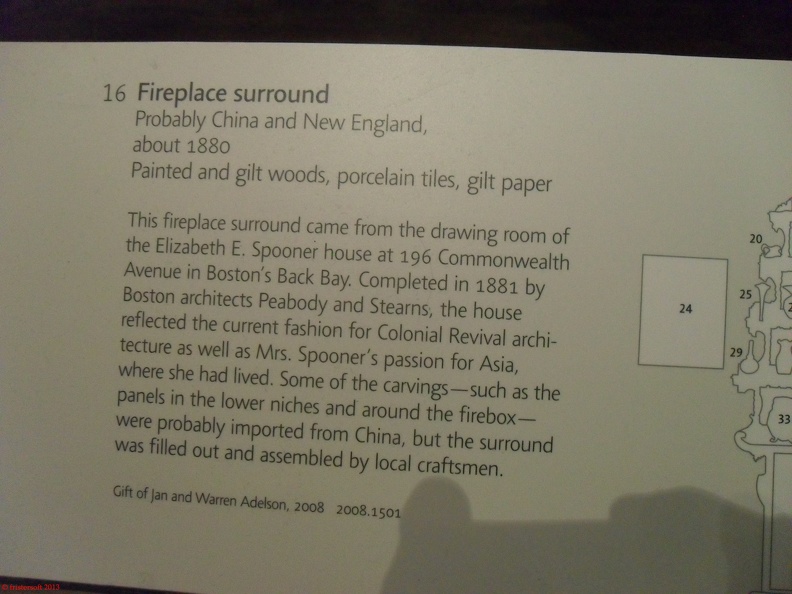 16 Fireplace surround
Probably China and New England,
about 1880
Painted and gilt woods, porcelain tiles, gilt paper
This fireplace surround came from the drawing room of
the Elizabeth E. Spooner house at 196 Commonwealth
Avenue in Boston's Back Bay. Completed in 1881 by
Boston architects Peabody and Stearns, the house
reflected the current fashion for Colonial Revival archi-
tecture as well as Mrs. Spooner's passion for Asia,
where she had lived. Some of the carvings—such as the
panels in the lower niches and around the firebox—
were probably imported from China, but the surround
was filled out and assembled by local craftsmen.
Gift of Jan and Warren Adelson, 2008 2008.1501
20
25
24
29
33